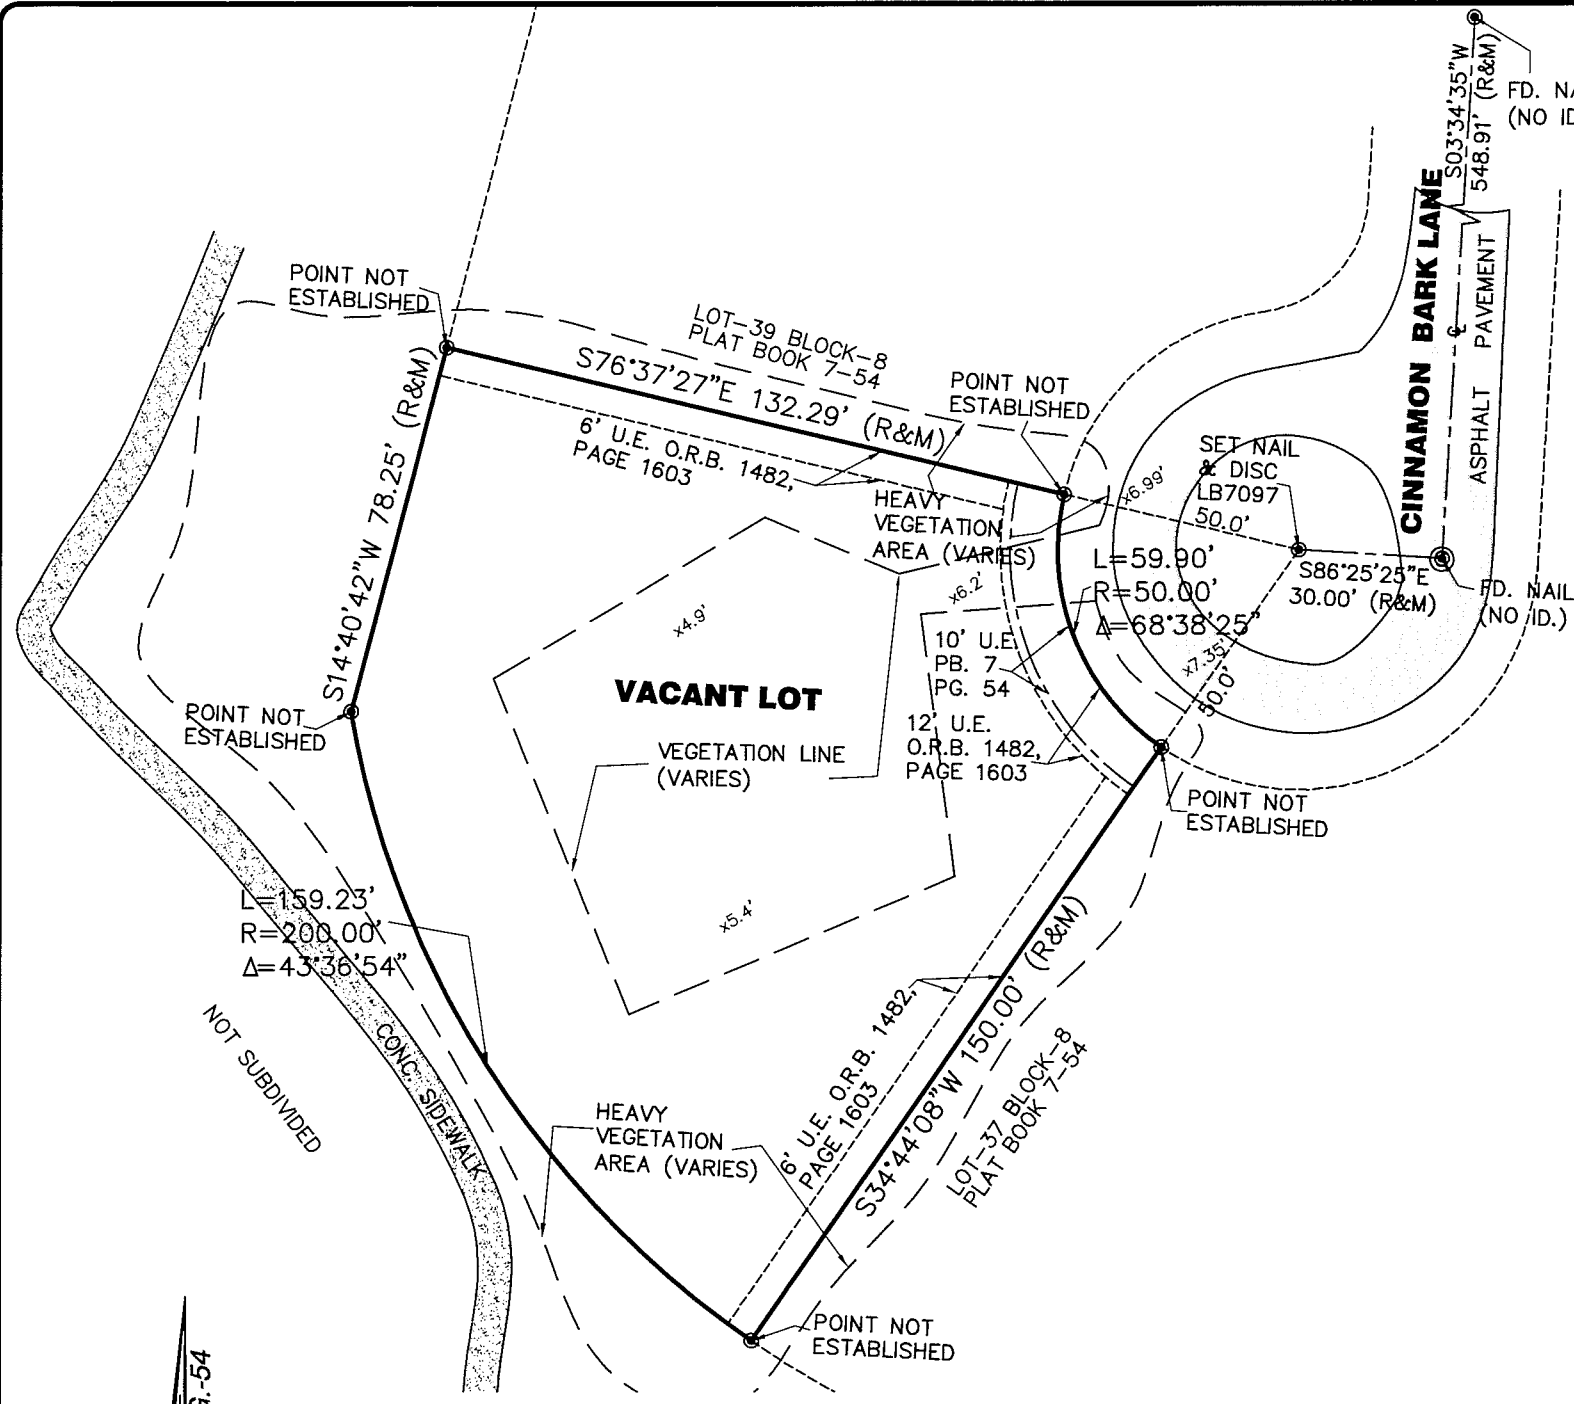 S03°34'35"W
548.91' (R&M)
FD. NA
(NO ID
CINNAMON BARK LANE
ASPHALT PAVEMENT
℄
POINT NOT
ESTABLISHED
LOT-39 BLOCK-8
PLAT BOOK 7-54
S76°37'27"E 132.29' (R&M)
6' U.E. O.R.B. 1482,
PAGE 1603
POINT NOT
ESTABLISHED
SET NAIL
& DISC
LB7097
50.0'
x6.99'
HEAVY
VEGETATION
AREA (VARIES)
S14°40'42"W 78.25' (R&M)
L=59.90'
R=50.00'
Δ=68°38'25"
S86°25'25"E
30.00' (R&M)
FD. NAIL
(NO ID.)
x6.2'
x4.9'
10' U.E.
PB. 7
PG. 54
x7.35'
50.0'
VACANT LOT
POINT NOT
ESTABLISHED
12' U.E.
O.R.B. 1482,
PAGE 1603
VEGETATION LINE
(VARIES)
POINT NOT
ESTABLISHED
L=159.23'
R=200.00'
Δ=43°36'54"
x5.4'
NOT SUBDIVIDED
CONC. SIDEWALK
6' U.E. O.R.B. 1482,
PAGE 1603
S34°44'08"W 150.00' (R&M)
LOT-37 BLOCK-8
PLAT BOOK 7-54
HEAVY
VEGETATION
AREA (VARIES)
POINT NOT
ESTABLISHED
.-54